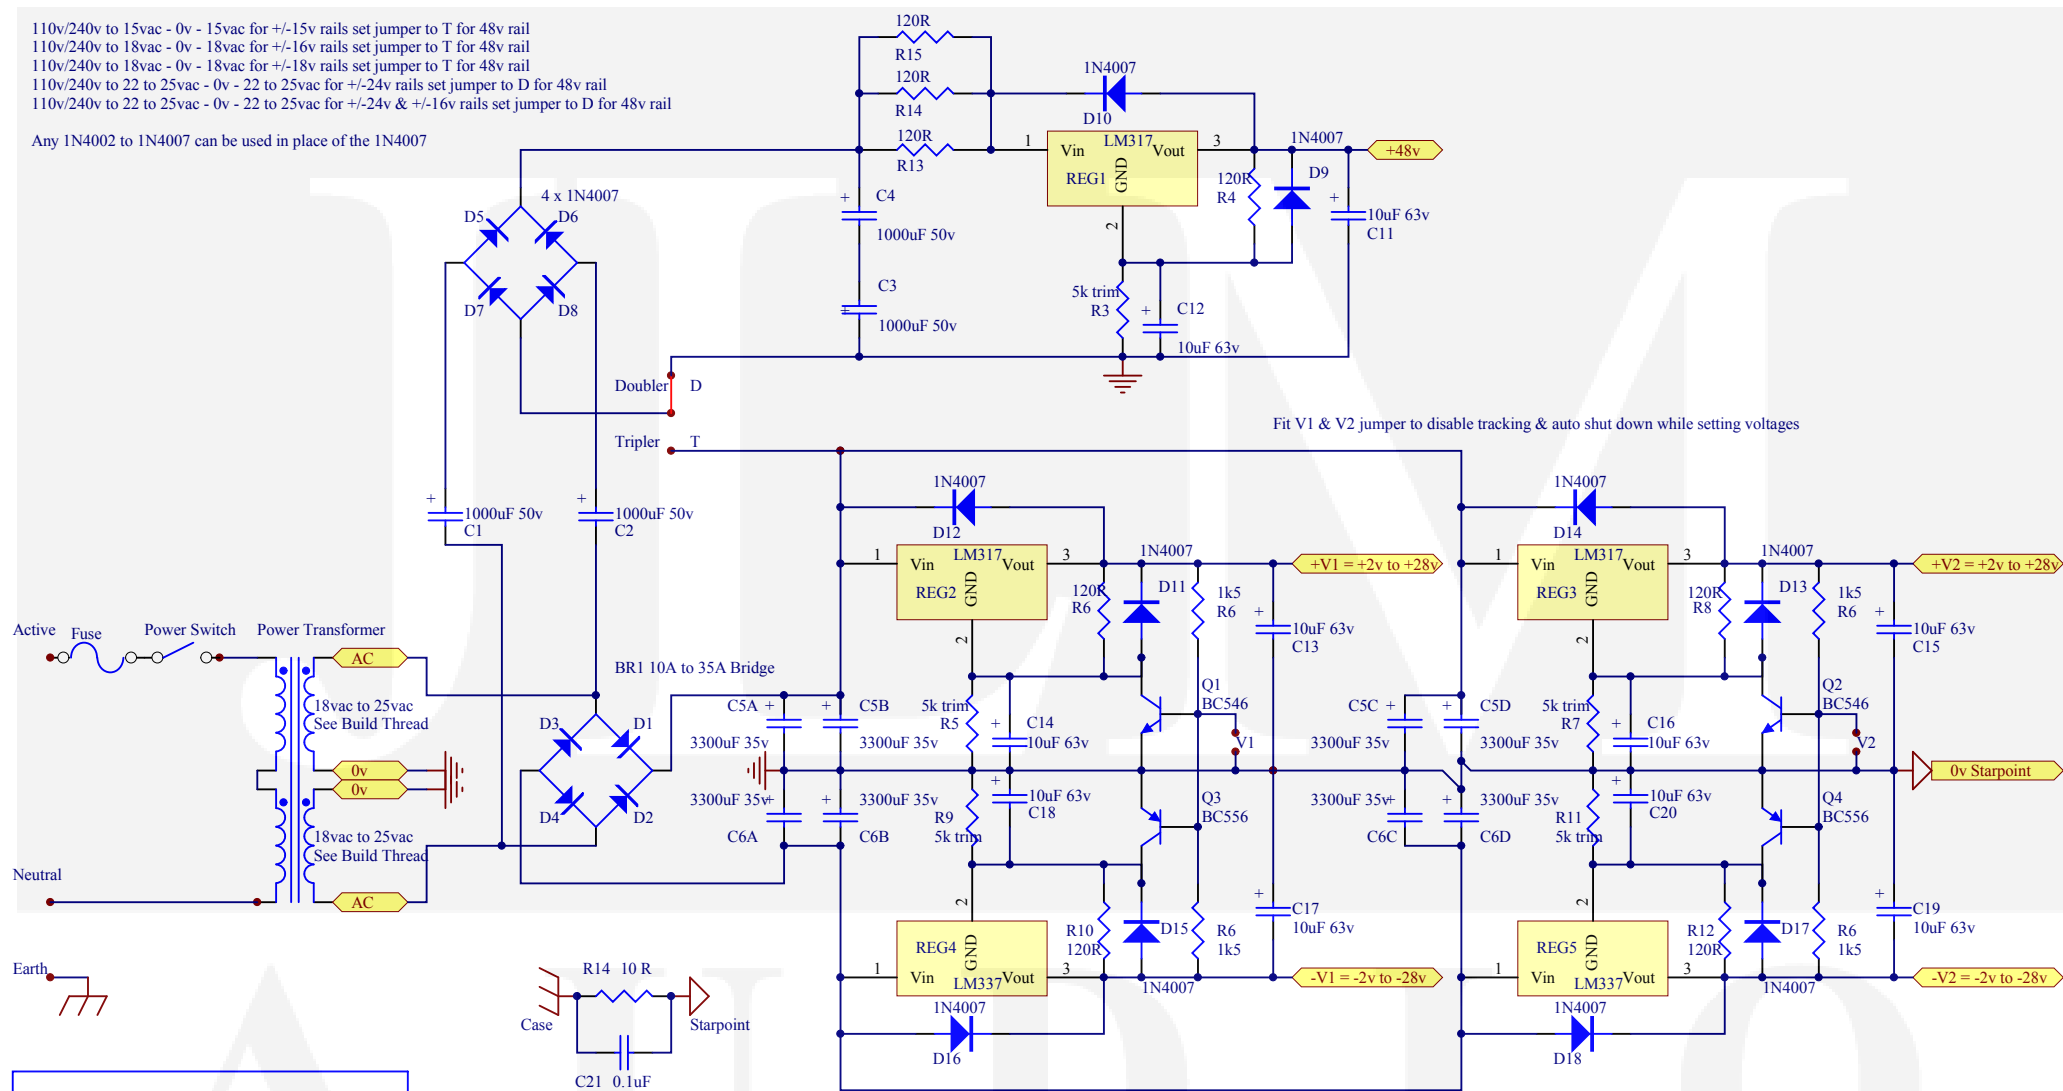 110v/240v to 15vac - 0v - 15vac for +/-15v rails set jumper to T for 48v rail
110v/240v to 18vac - 0v - 18vac for +/-16v rails set jumper to T for 48v rail
110v/240v to 18vac - 0v - 18vac for +/-18v rails set jumper to T for 48v rail
110v/240v to 22 to 25vac - 0v - 22 to 25vac for +/-24v rails set jumper to D for 48v rail
110v/240v to 22 to 25vac - 0v - 22 to 25vac for +/-24v & +/-16v rails set jumper to D for 48v rail
Any 1N4002 to 1N4007 can be used in place of the 1N4007
120R
R15
120R
R14
120R
R13
1N4007
D10
1
Vin
LM317
Vout
3
REG1
GND
2
1N4007
+48v
120R
R4
D9
+
10uF 63v
C11
4 x 1N4007
D5
D6
D7
D8
+
C4
1000uF 50v
C3
+
1000uF 50v
5k trim
R3
+
C12
10uF 63v
Doubler
D
Tripler
T
Fit V1 & V2 jumper to disable tracking & auto shut down while setting voltages
+
1000uF 50v
C1
+
1000uF 50v
C2
1N4007
D12
1
Vin
LM317
Vout
3
REG2
GND
2
1N4007
+V1 = +2v to +28v
120R
R6
D11
1k5
R6
+
10uF 63v
C13
1N4007
D14
1
Vin
LM317
Vout
3
REG3
GND
2
1N4007
+V2 = +2v to +28v
120R
R8
D13
1k5
R6
+
10uF 63v
C15
Active
Fuse
Power Switch
Power Transformer
AC
18vac to 25vac
See Build Thread
0v
0v
18vac to 25vac
See Build Thread
AC
Neutral
Earth
BR1 10A to 35A Bridge
D3
D1
D4
D2
C5A
+
+
C5B
3300uF 35v
3300uF 35v
3300uF 35v
+
3300uF 35v
+
C6A
C6B
5k trim
R5
+
C14
10uF 63v
+
10uF 63v
C18
R9
5k trim
Q1
BC546
V1
Q3
BC556
C5C
+
+
C5D
3300uF 35v
3300uF 35v
3300uF 35v
+
3300uF 35v
+
C6C
C6D
5k trim
R7
+
C16
10uF 63v
+
10uF 63v
C20
R11
5k trim
Q2
BC546
V2
0v Starpoint
Q4
BC556
2
REG4
GND
1
Vin
LM337
Vout
3
R10
120R
D15
R6
1k5
+
C17
10uF 63v
-V1 = -2v to -28v
1N4007
1N4007
D16
2
REG5
GND
1
Vin
LM337
Vout
3
R12
120R
D17
R6
1k5
+
C19
10uF 63v
-V2 = -2v to -28v
1N4007
1N4007
D18
R14 10 R
Case
Starpoint
C21 0.1uF
JLM